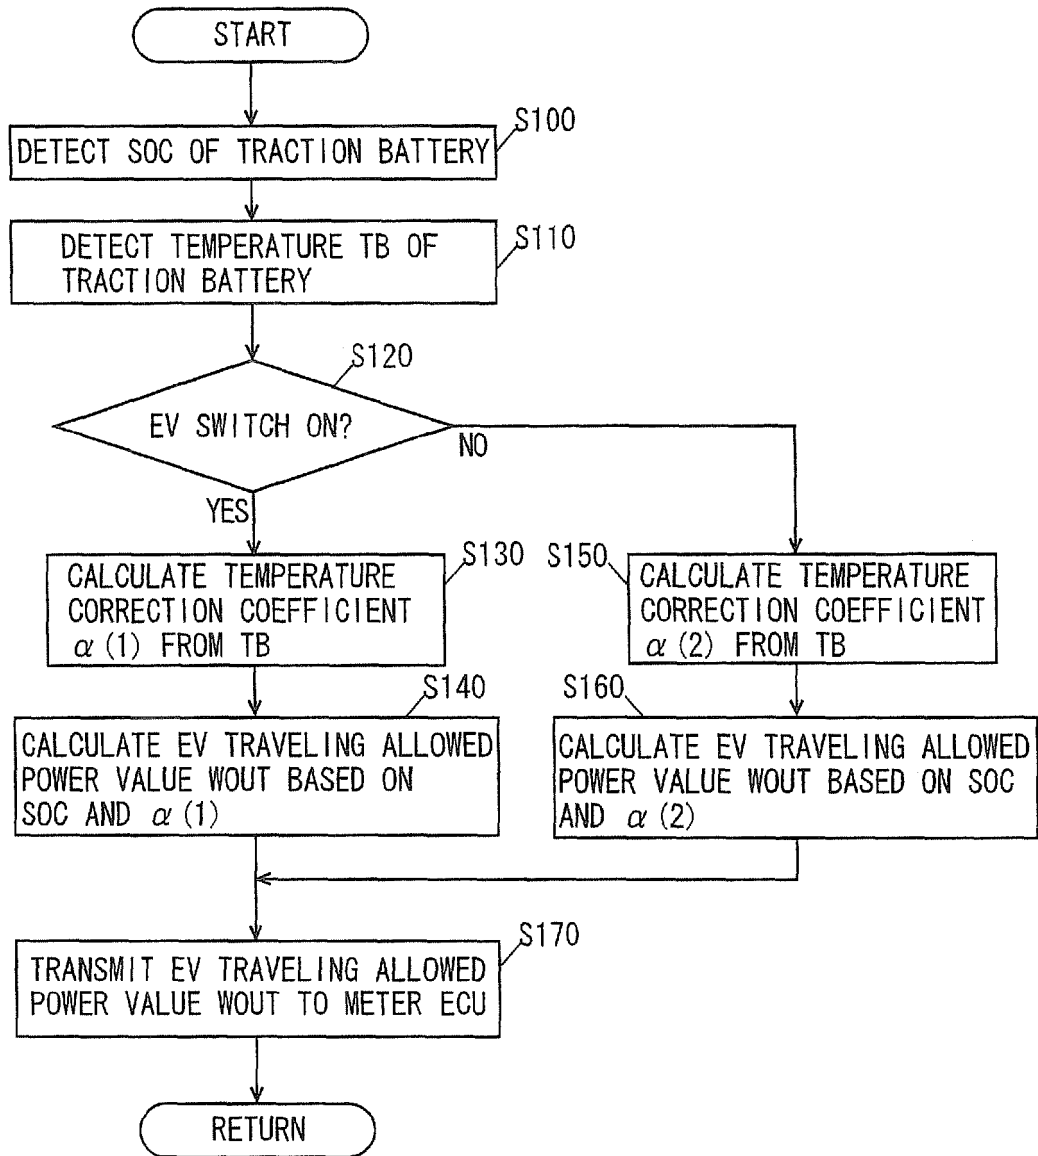 START
S100
DETECT SOC OF TRACTION BATTERY
S110
DETECT TEMPERATURE TB OF
TRACTION BATTERY
S120
EV SWITCH ON?
NO
YES
S130
CALCULATE TEMPERATURE
CORRECTION COEFFICIENT
α (1) FROM TB
S150
CALCULATE TEMPERATURE
CORRECTION COEFFICIENT
α (2) FROM TB
S140
CALCULATE EV TRAVELING ALLOWED
POWER VALUE WOUT BASED ON
SOC AND α (1)
S160
CALCULATE EV TRAVELING ALLOWED
POWER VALUE WOUT BASED ON SOC
AND α (2)
S170
TRANSMIT EV TRAVELING ALLOWED
POWER VALUE WOUT TO METER ECU
RETURN